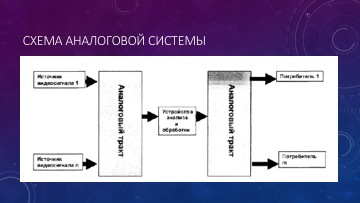 СХЕМА АНАЛОГОВОЙ СИСТЕМЫ
Источник
видеосигнала 1
Источник
видеосигнала n
Аналоговый тракт
Устройства
анализа
и
обработки
Аналоговый тракт
Потребитель 1
Потребитель
m